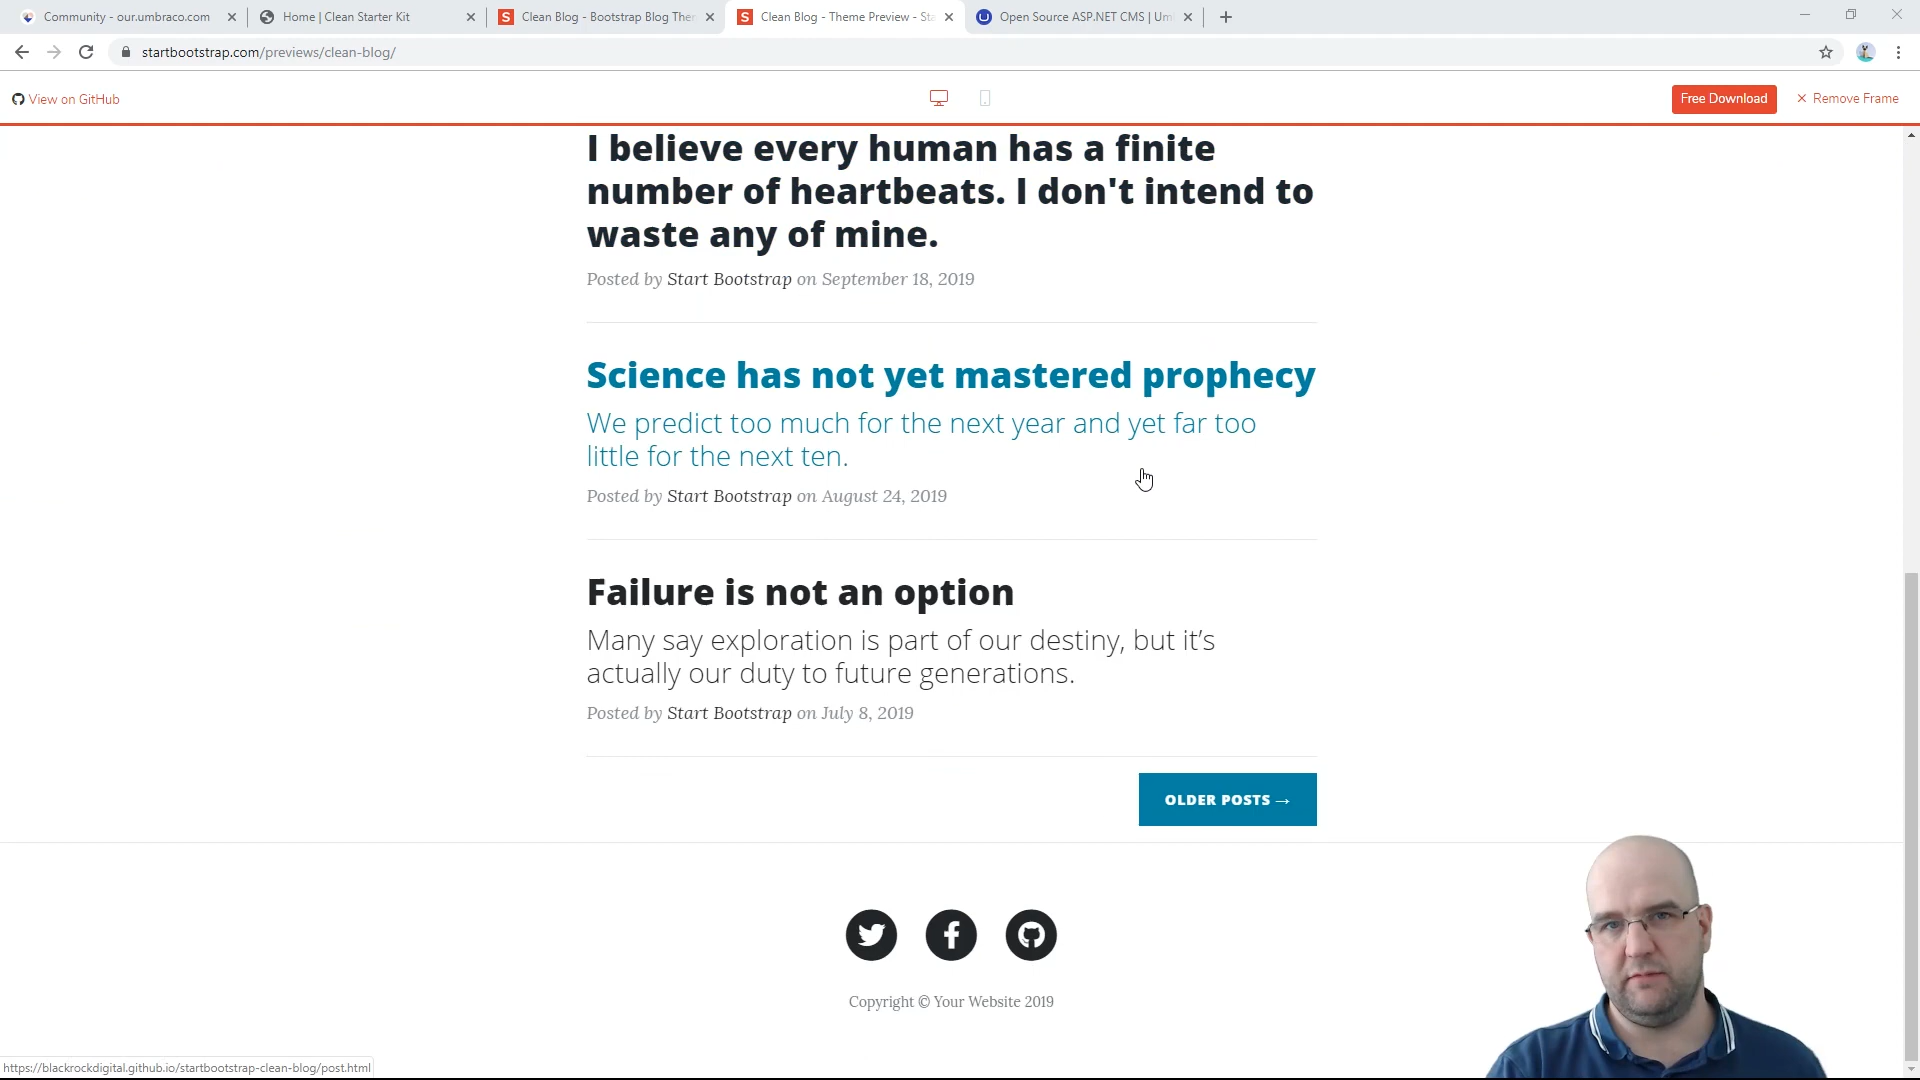 Community - our.umbraco.com
Home | Clean Starter Kit
Clean Blog - Bootstrap Blog Ther
Clean Blog - Theme Preview - Sta
Open Source ASP.NET CMS | Um
startbootstrap.com/previews/clean-blog/
View on GitHub
Free Download
Remove Frame
I believe every human has a finite
number of heartbeats. I don't intend to
waste any of mine.
Posted by Start Bootstrap on September 18, 2019
Science has not yet mastered prophecy
We predict too much for the next year and yet far too
little for the next ten.
Posted by Start Bootstrap on August 24, 2019
Failure is not an option
Many say exploration is part of our destiny, but it’s
actually our duty to future generations.
Posted by Start Bootstrap on July 8, 2019
OLDER POSTS →
Copyright © Your Website 2019
https://blackrockdigital.github.io/startbootstrap-clean-blog/post.html